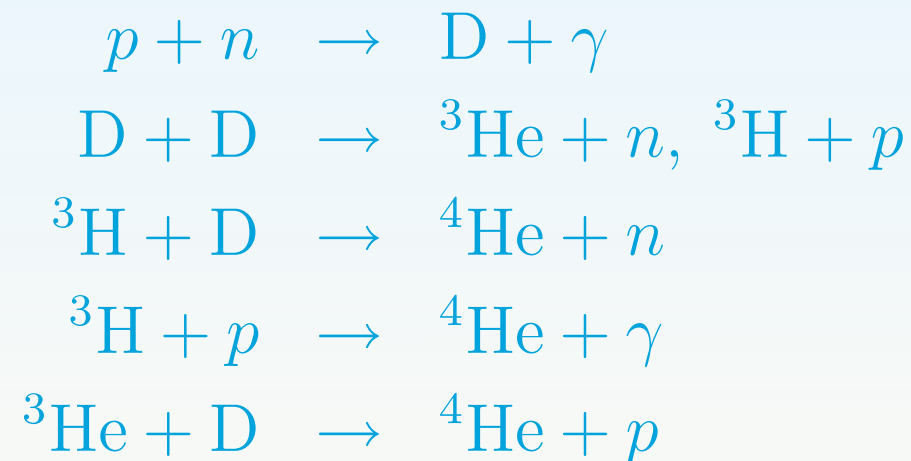 p + n → D + γ
D + D → ³He + n, ³H + p
³H + D → ⁴He + n
³H + p → ⁴He + γ
³He + D → ⁴He + p